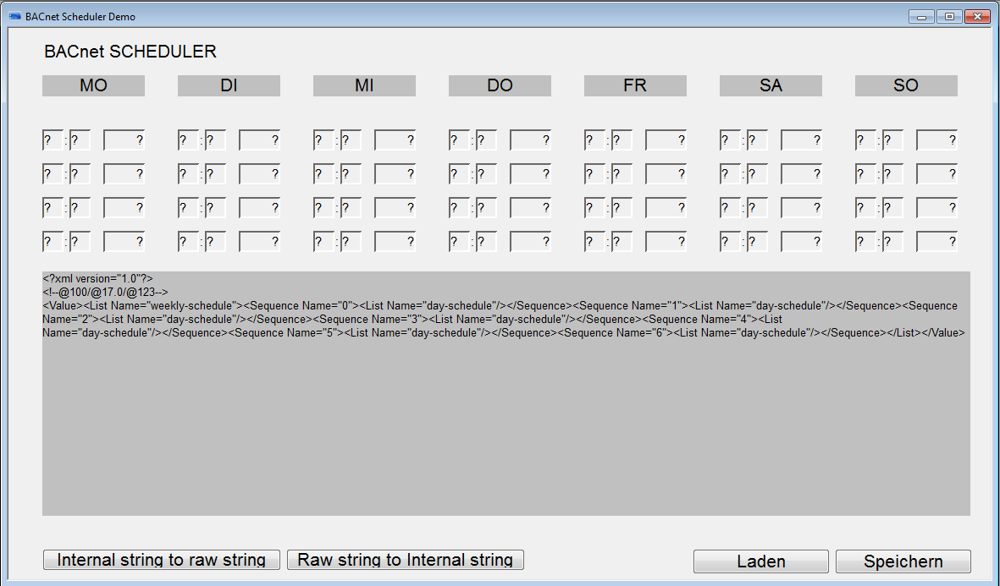 BACnet Scheduler Demo
BACnet SCHEDULER
MO DI MI DO FR SA SO
? : ? ? ? : ? ? ? : ? ? ? : ? ? ? : ? ? ? : ? ? ? : ? ?
? : ? ? ? : ? ? ? : ? ? ? : ? ? ? : ? ? ? : ? ? ? : ? ?
? : ? ? ? : ? ? ? : ? ? ? : ? ? ? : ? ? ? : ? ? ? : ? ?
? : ? ? ? : ? ? ? : ? ? ? : ? ? ? : ? ? ? : ? ? ? : ? ?
<?xml version="1.0"?>
<!--@100/@17.0/@123-->
<Value><List Name="weekly-schedule"><Sequence Name="0"><List Name="day-schedule"/></Sequence><Sequence Name="1"><List Name="day-schedule"/></Sequence><Sequence
Name="2"><List Name="day-schedule"/></Sequence><Sequence Name="3"><List Name="day-schedule"/></Sequence><Sequence Name="4"><List
Name="day-schedule"/></Sequence><Sequence Name="5"><List Name="day-schedule"/></Sequence><Sequence Name="6"><List Name="day-schedule"/></Sequence></List></Value>
Internal string to raw string Raw string to Internal string Laden Speichern